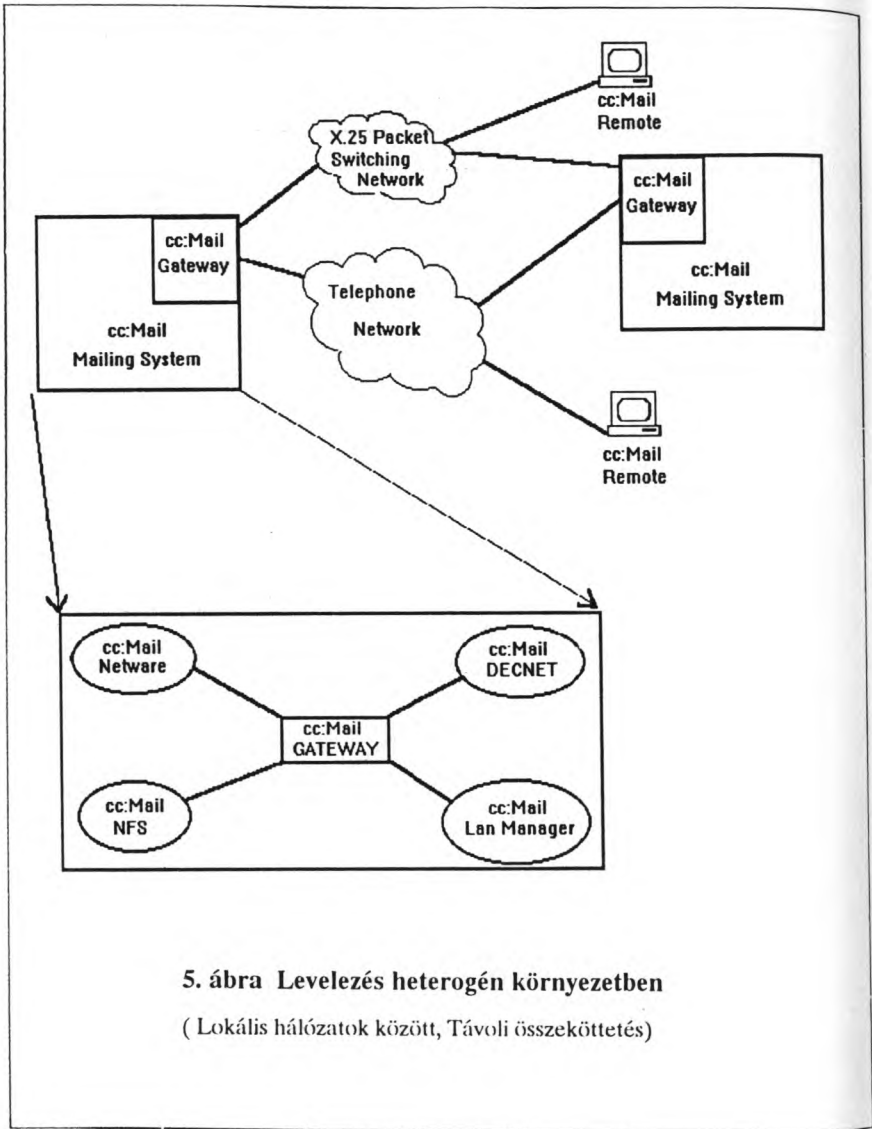 cc:Mail
Remote
X.25 Packet
Switching
Network
cc:Mail
Gateway
cc:Mail
Mailing System
cc:Mail
Gateway
cc:Mail
Mailing System
Telephone
Network
cc:Mail
Remote
cc:Mail
Netware
cc:Mail
DECNET
cc:Mail
GATEWAY
cc:Mail
NFS
cc:Mail
Lan Manager
5. ábra Levelezés heterogén környezetben
( Lokális hálózatok között, Távoli összeköttetés)